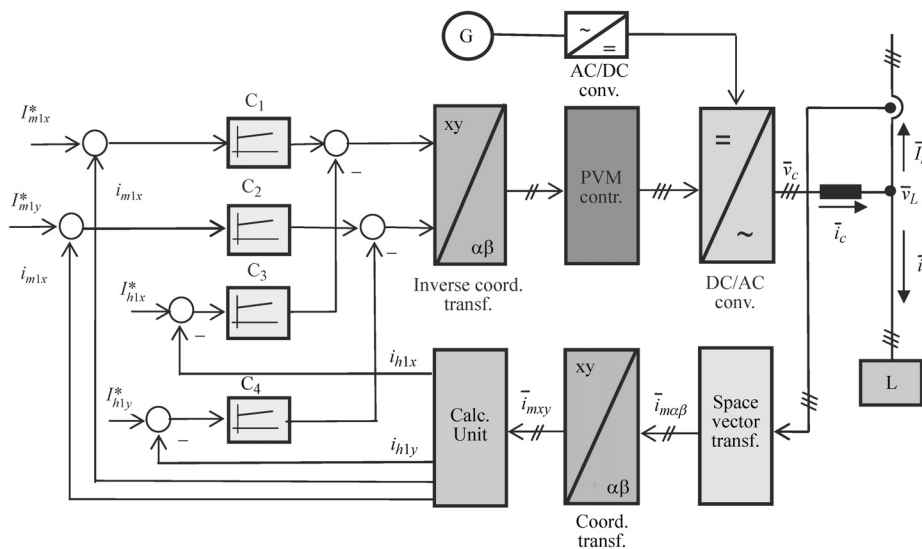 G
~
=
AC/DC
conv.
I*m1x
C1
xy
=
PVM
contr.
v̄c
v̄L
īc
im1x
–
I*m1y
C2
αβ
~
–
Inverse coord.
transf.
DC/AC
conv.
im1x
C3
I*h1x
–
ih1x
C4
I*h1y
–
ih1y
Calc.
Unit
īmxy
xy
αβ
īmαβ
Space
vector
transf.
L
Coord.
transf.